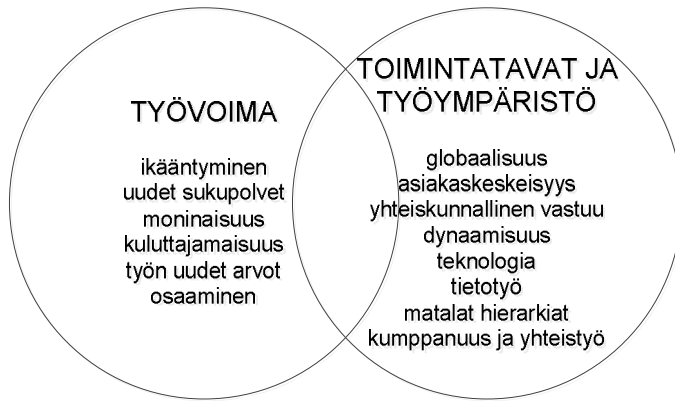 TYÖVOIMA
ikääntyminen
uudet sukupolvet
moninaisuus
kuluttajamaisuus
työn uudet arvot
osaaminen
TOIMINTATAVAT JA
TYÖYMPÄRISTÖ
globaalisuus
asiakaskeskeisyys
yhteiskunnallinen vastuu
dynaamisuus
teknologia
tietotyö
matalat hierarkiat
kumppanuus ja yhteistyö